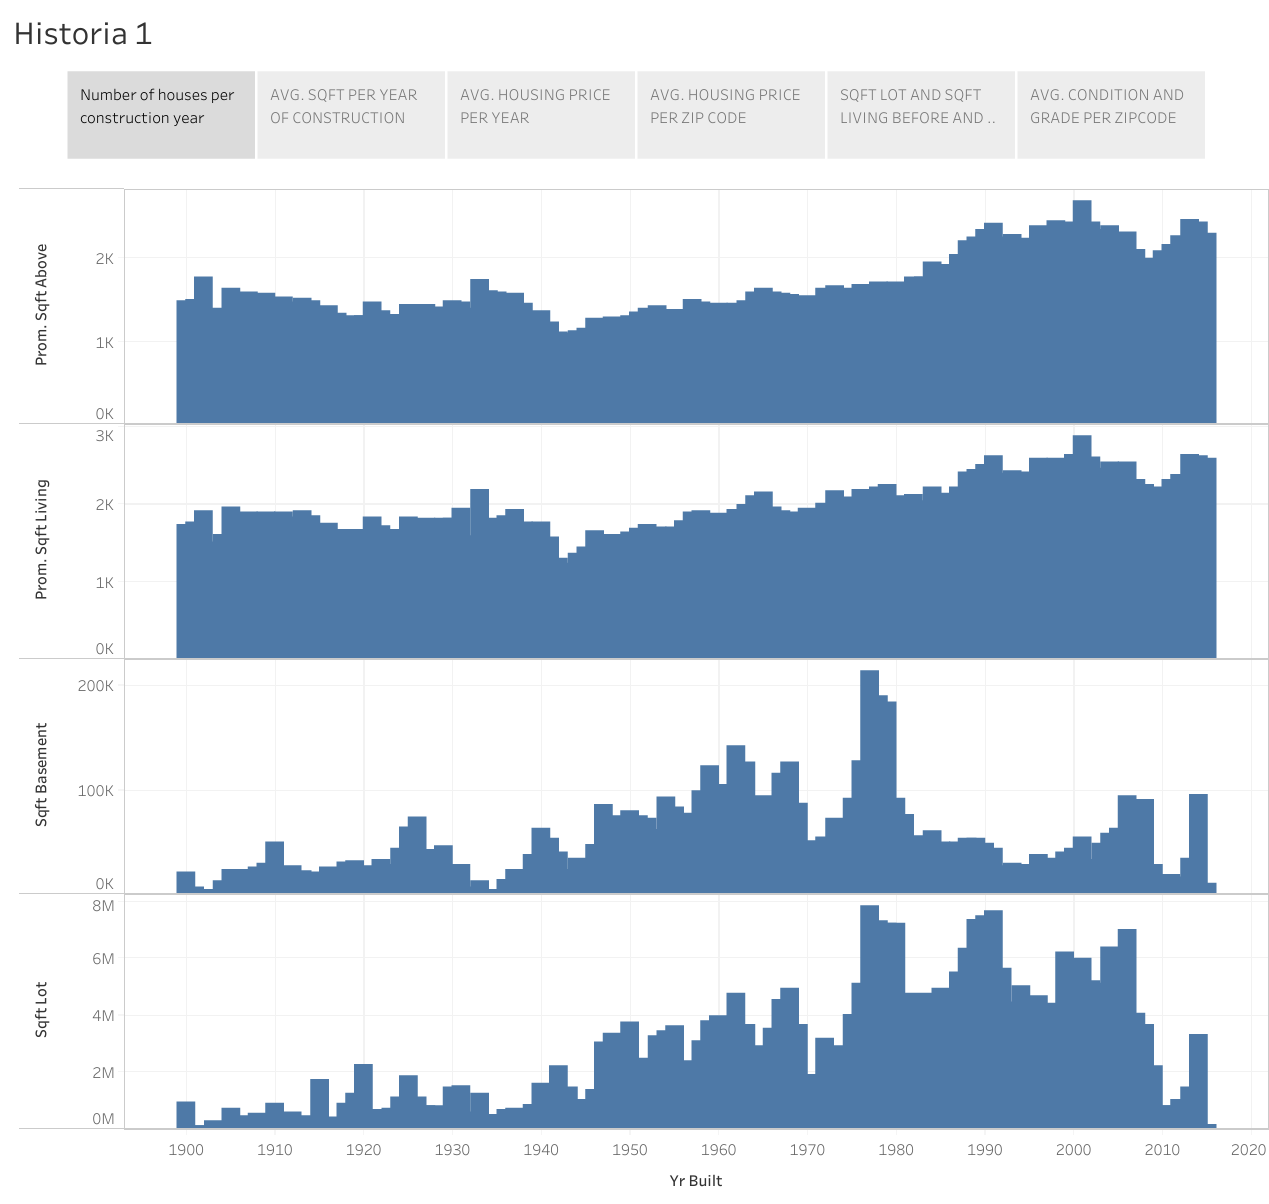 Historia 1
Number of houses per
construction year
AVG. SQFT PER YEAR
OF CONSTRUCTION
AVG. HOUSING PRICE
PER YEAR
AVG. HOUSING PRICE
PER ZIP CODE
SQFT LOT AND SQFT
LIVING BEFORE AND ..
AVG. CONDITION AND
GRADE PER ZIPCODE
Prom. Sqft Above
2K
1K
0K
Prom. Sqft Living
3K
2K
1K
0K
Sqft Basement
200K
100K
0K
Sqft Lot
8M
6M
4M
2M
0M
1900 1910 1920 1930 1940 1950 1960 1970 1980 1990 2000 2010 2020
Yr Built